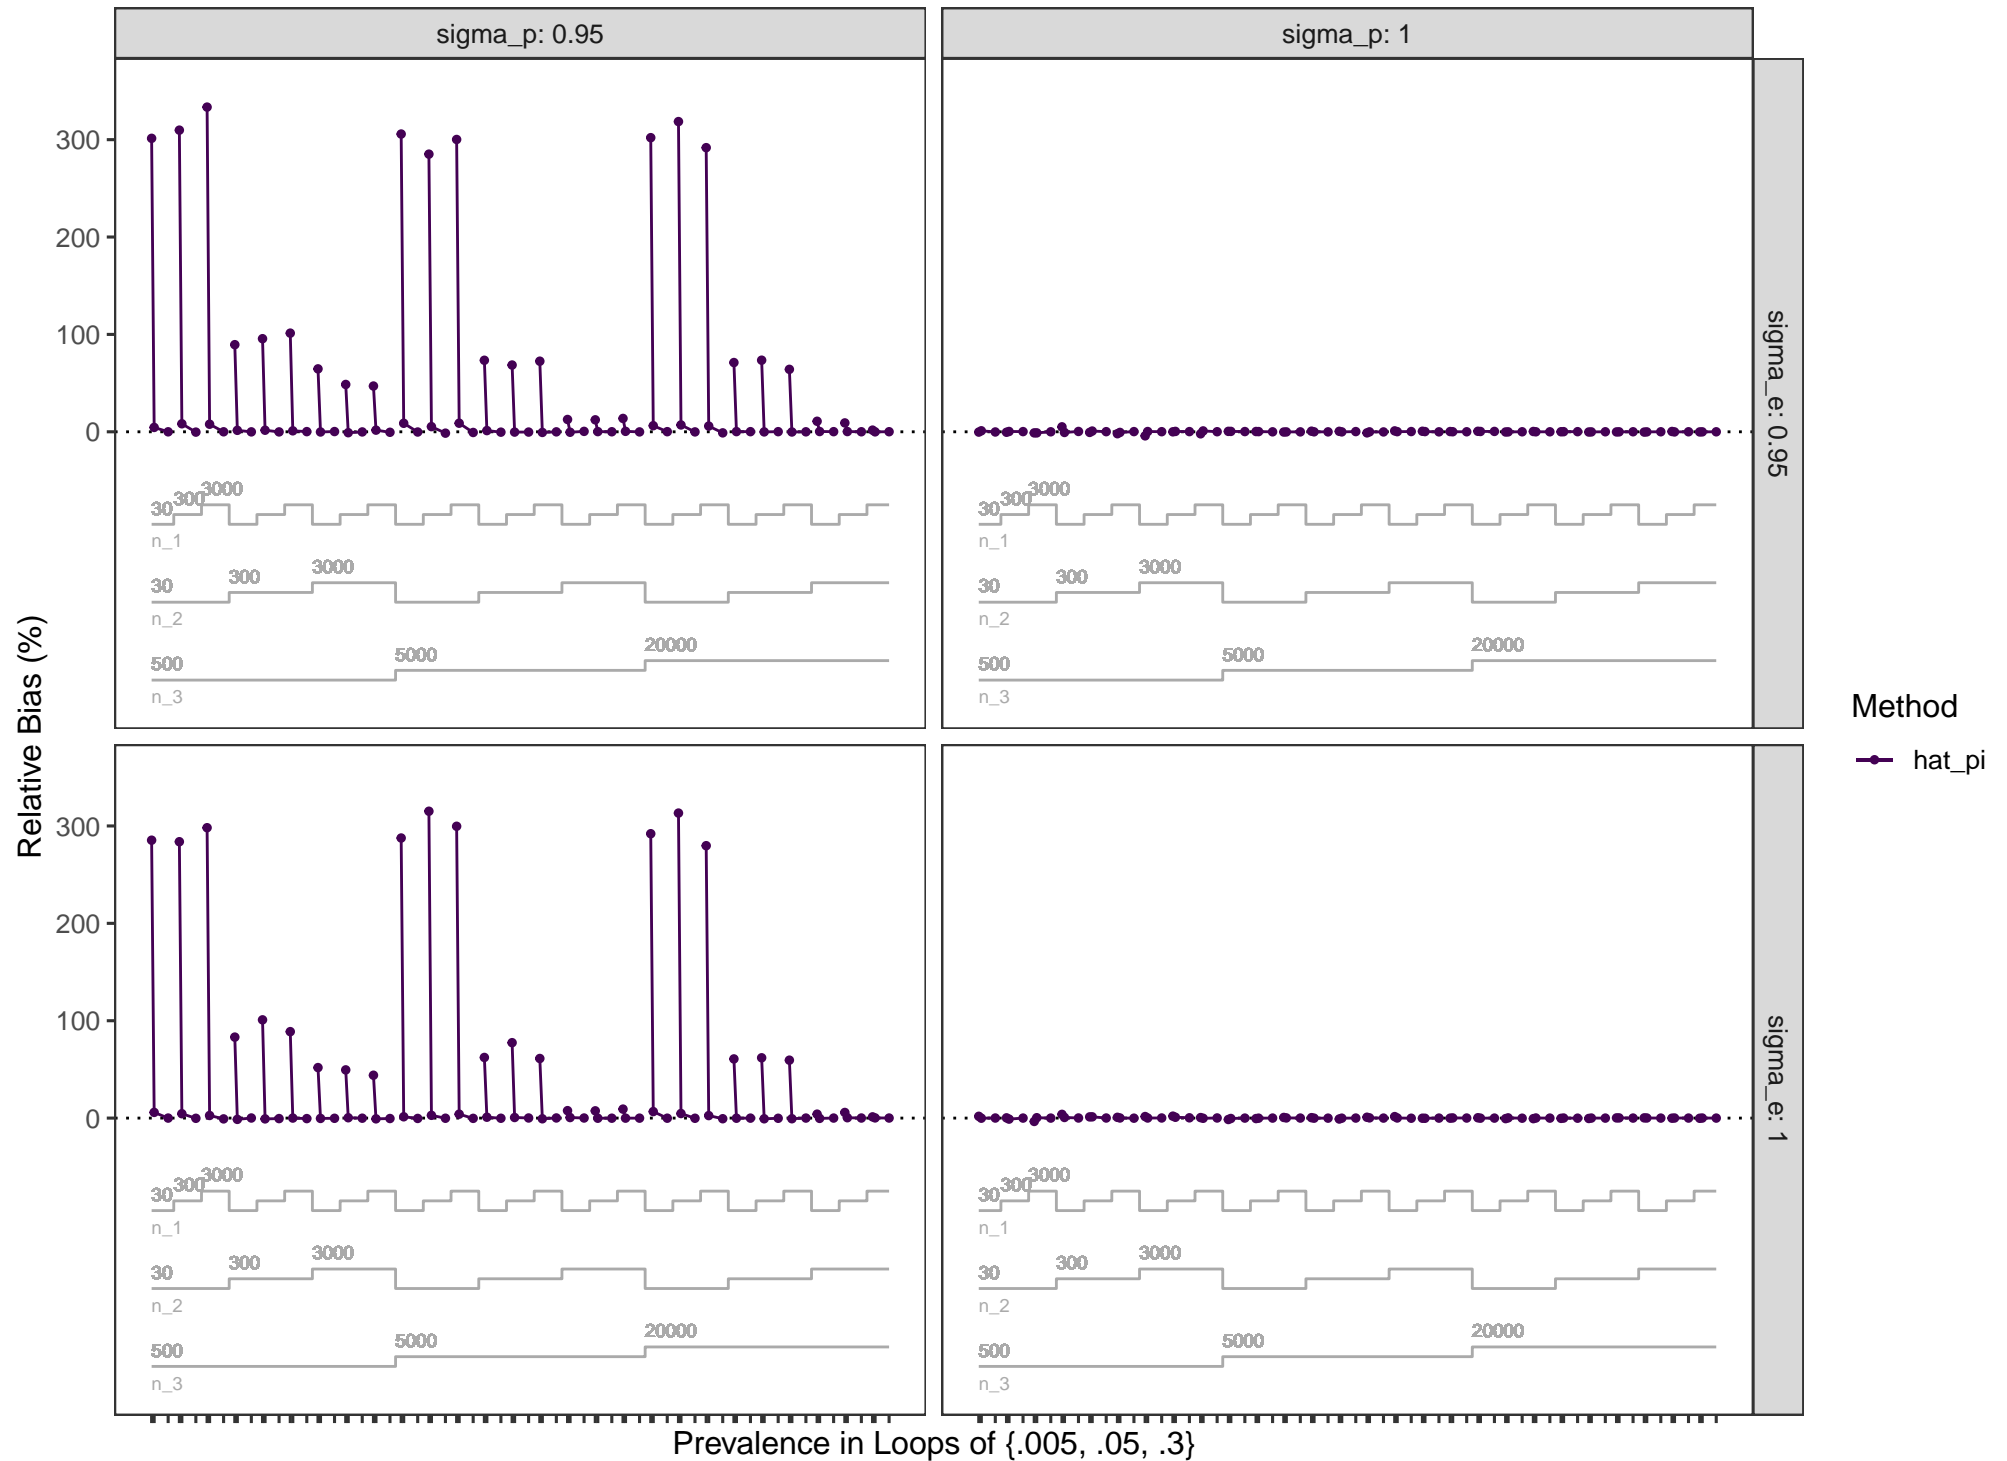 sigma_p: 0.95
sigma_p: 1
300
200
100
0
30 300 3000
n_1
30 300 3000
n_2
500 5000 20000
n_3
30 300 3000
n_1
30 300 3000
n_2
500 5000 20000
n_3
sigma_e: 0.95
300
200
100
0
30 300 3000
n_1
30 300 3000
n_2
500 5000 20000
n_3
30 300 3000
n_1
30 300 3000
n_2
500 5000 20000
n_3
sigma_e: 1
Relative Bias (%)
Prevalence in Loops of {.005, .05, .3}
Method
hat_pi